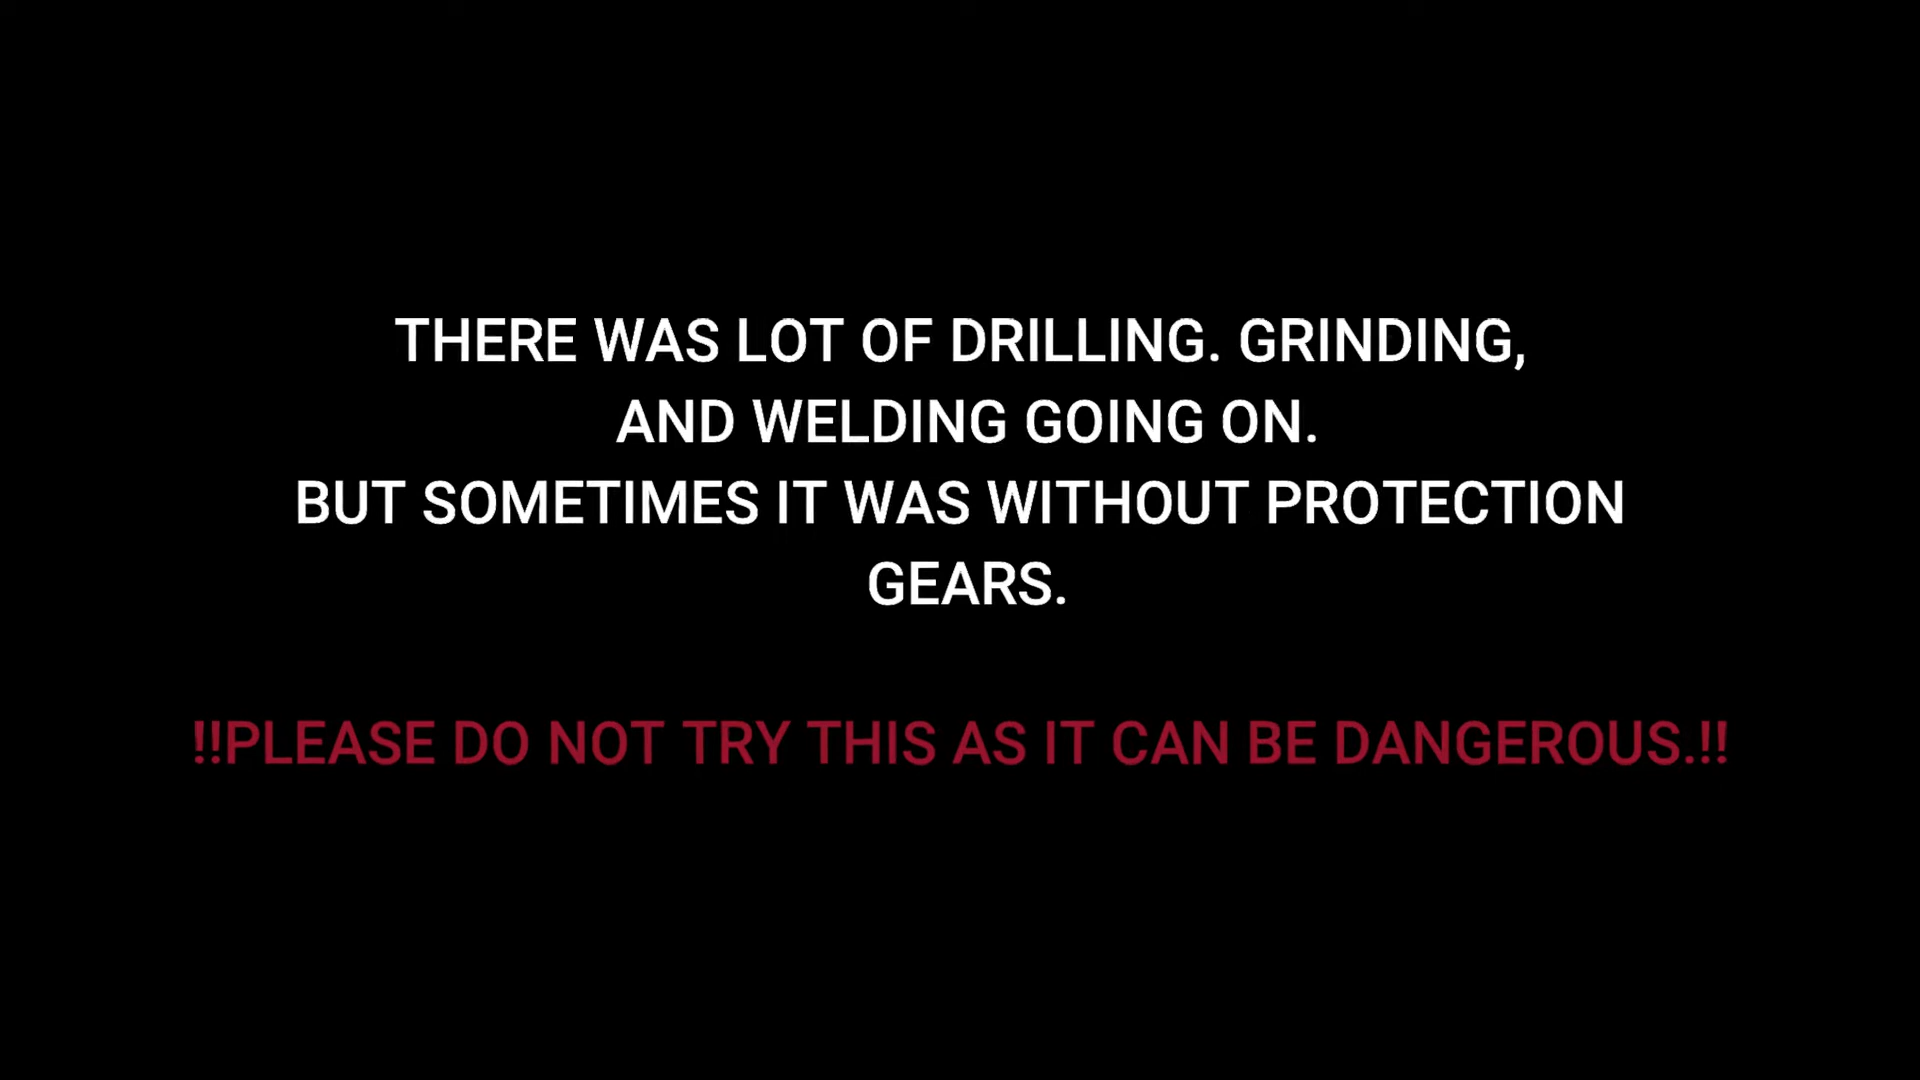 THERE WAS LOT OF DRILLING. GRINDING,
AND WELDING GOING ON.
BUT SOMETIMES IT WAS WITHOUT PROTECTION
GEARS.
!!PLEASE DO NOT TRY THIS AS IT CAN BE DANGEROUS.!!